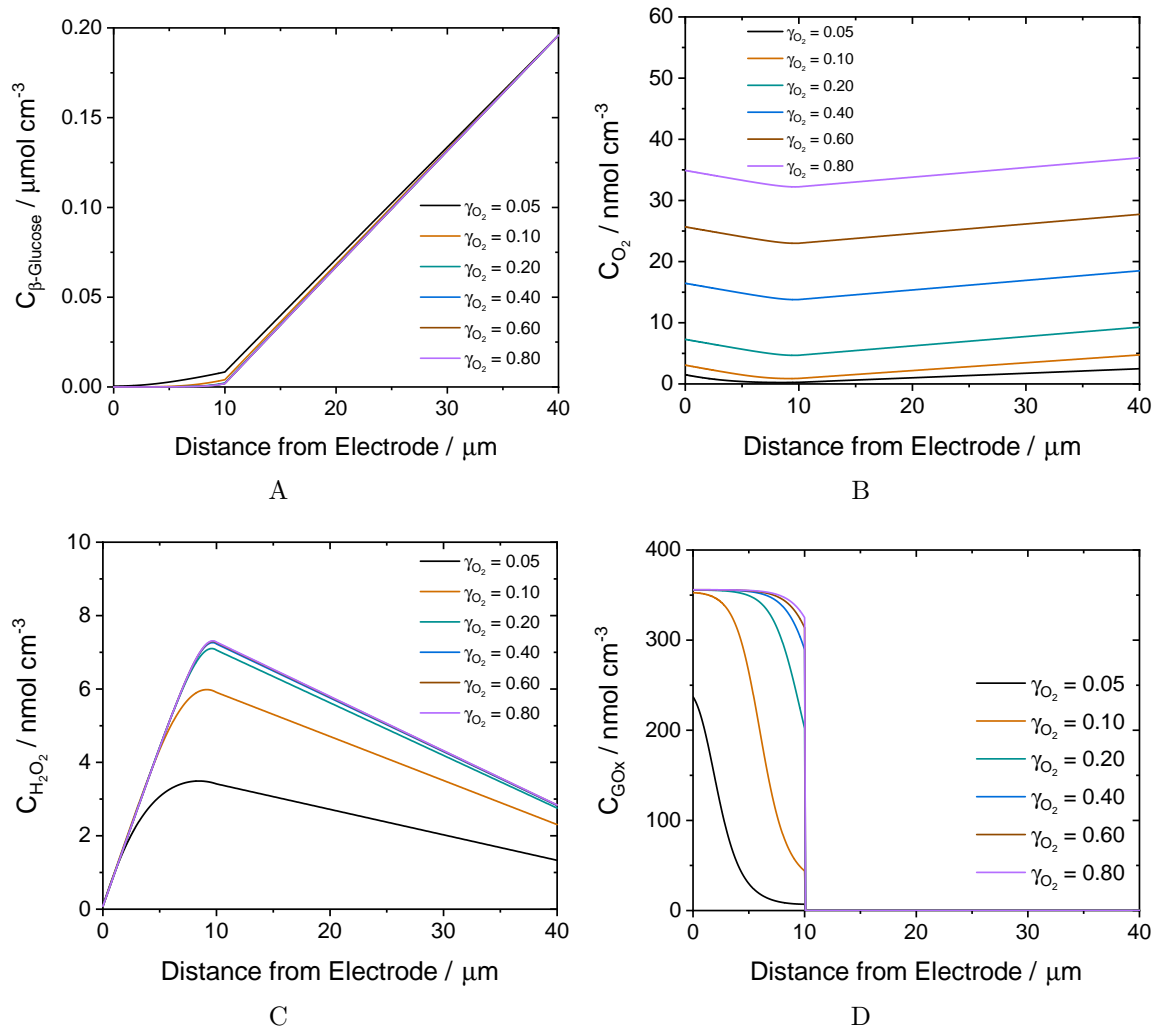 0.20
0.15
0.10
0.05
0.00
C_β-Glucose / μmol cm⁻³
γ_O₂ = 0.05
γ_O₂ = 0.10
γ_O₂ = 0.20
γ_O₂ = 0.40
γ_O₂ = 0.60
γ_O₂ = 0.80
0 10 20 30 40
Distance from Electrode / μm
A
60
50
40
30
20
10
0
C_O₂ / nmol cm⁻³
γ_O₂ = 0.05
γ_O₂ = 0.10
γ_O₂ = 0.20
γ_O₂ = 0.40
γ_O₂ = 0.60
γ_O₂ = 0.80
0 10 20 30 40
Distance from Electrode / μm
B
10
8
6
4
2
0
C_H₂O₂ / nmol cm⁻³
γ_O₂ = 0.05
γ_O₂ = 0.10
γ_O₂ = 0.20
γ_O₂ = 0.40
γ_O₂ = 0.60
γ_O₂ = 0.80
0 10 20 30 40
Distance from Electrode / μm
C
400
300
200
100
0
C_GOx / nmol cm⁻³
γ_O₂ = 0.05
γ_O₂ = 0.10
γ_O₂ = 0.20
γ_O₂ = 0.40
γ_O₂ = 0.60
γ_O₂ = 0.80
0 10 20 30 40
Distance from Electrode / μm
D